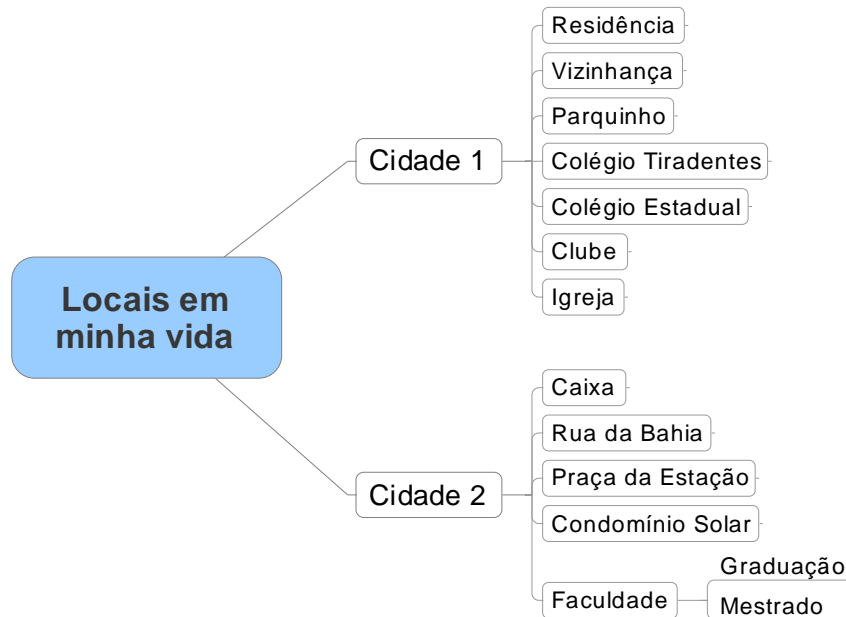 Locais em
minha vida
Cidade 1
Residência
Vizinhança
Parquinho
Colégio Tiradentes
Colégio Estadual
Clube
Igreja
Cidade 2
Caixa
Rua da Bahia
Praça da Estação
Condomínio Solar
Faculdade
Graduação
Mestrado